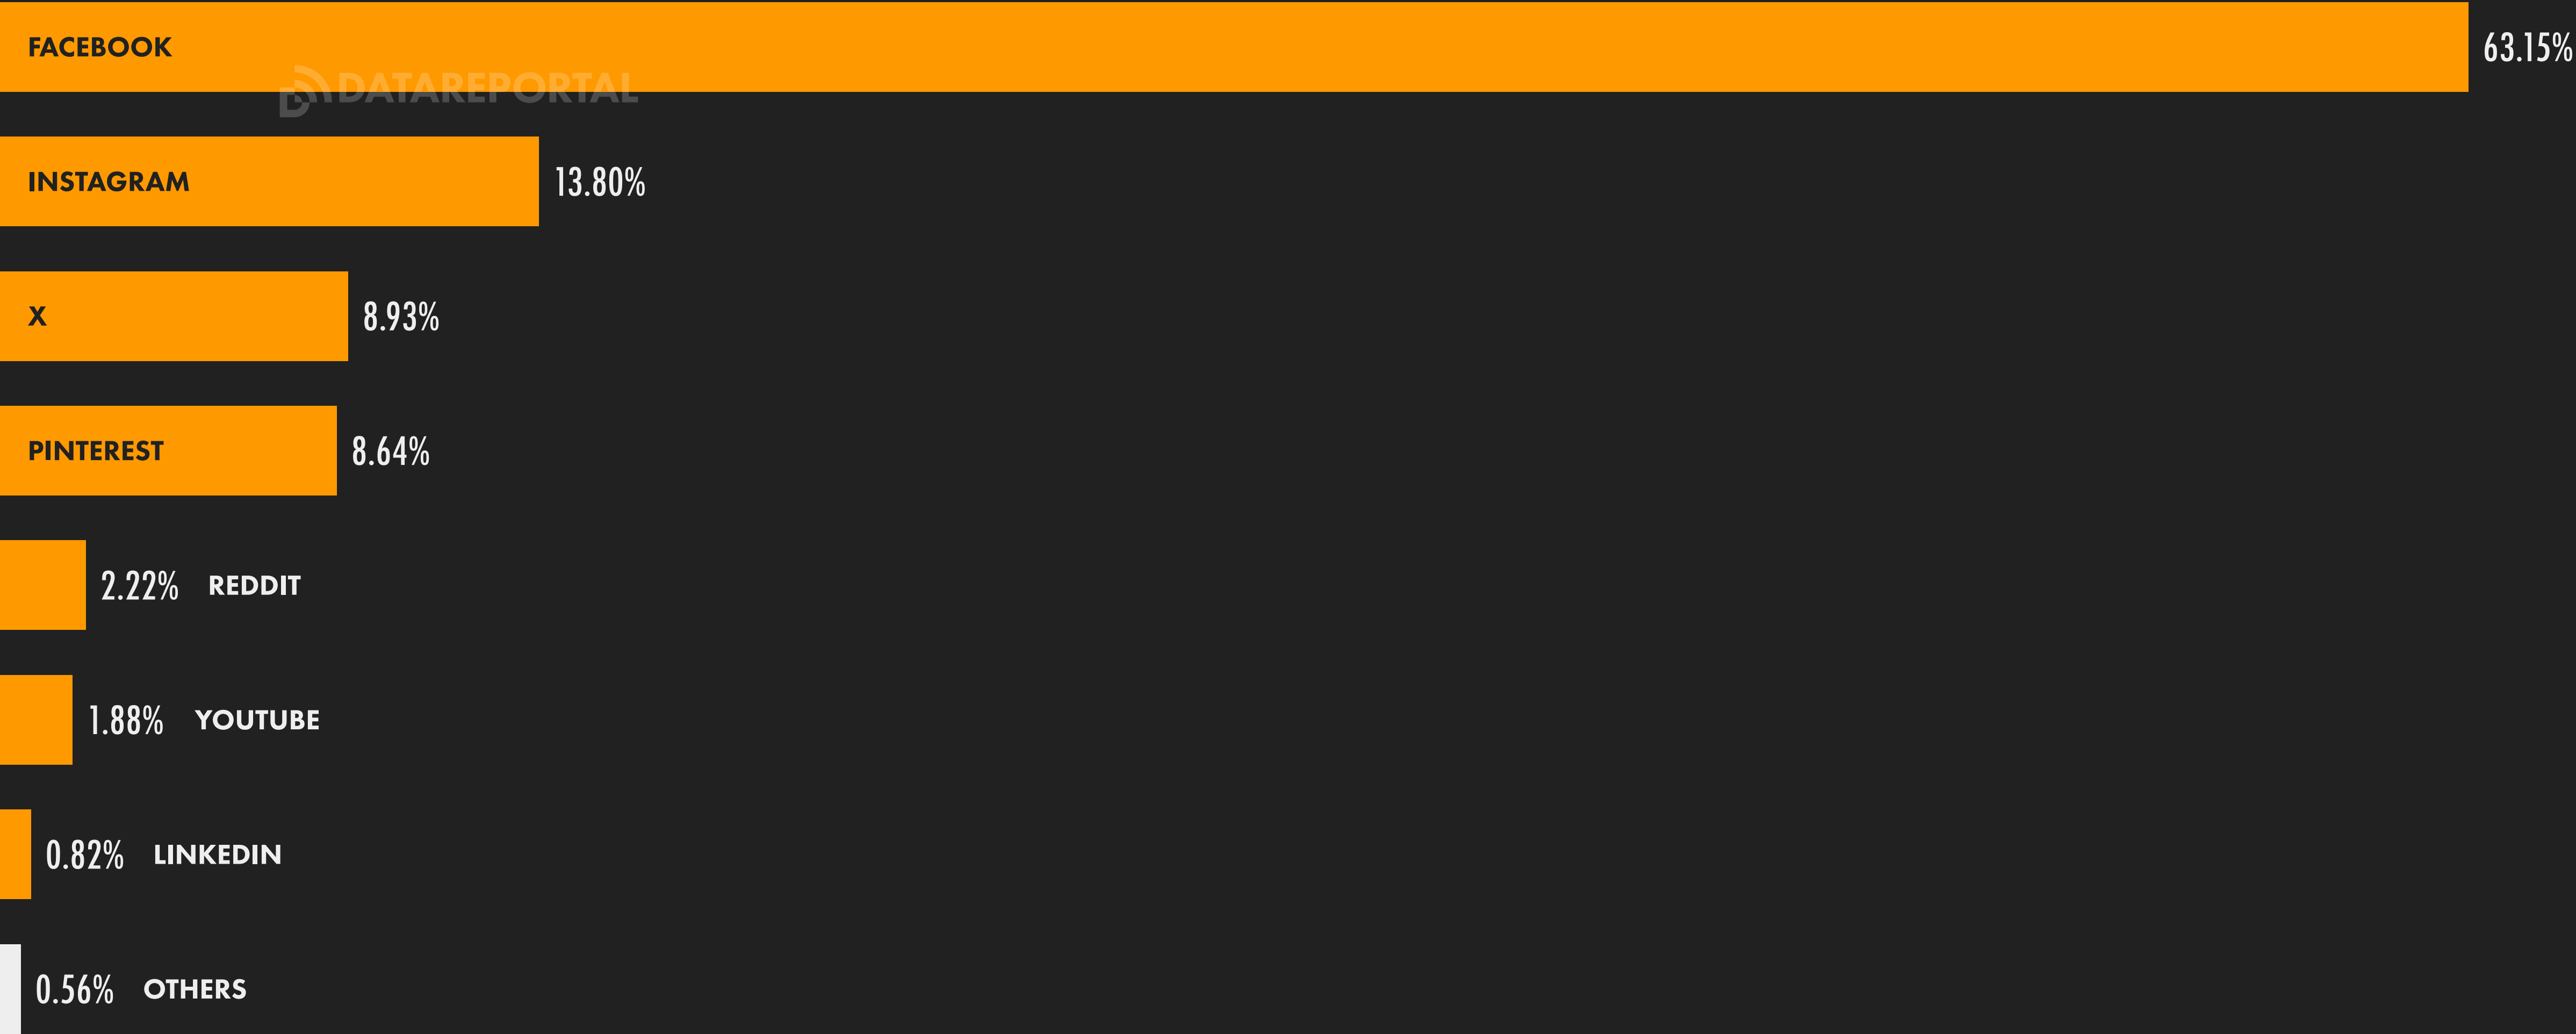 FACEBOOK 63.15%
DATAREPORTAL
INSTAGRAM 13.80%
X 8.93%
PINTEREST 8.64%
2.22% REDDIT
1.88% YOUTUBE
0.82% LINKEDIN
0.56% OTHERS